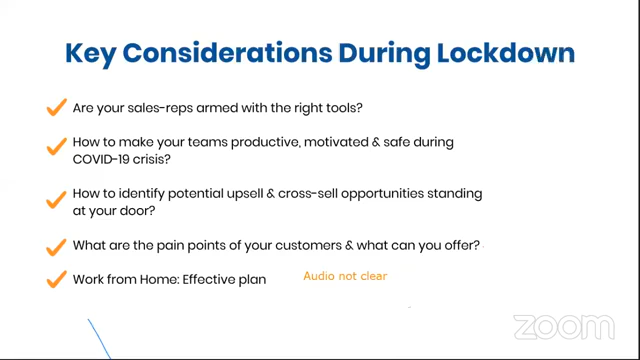 Key Considerations During Lockdown
Are your sales-reps armed with the right tools?
How to make your teams productive, motivated & safe during
COVID-19 crisis?
How to identify potential upsell & cross-sell opportunities standing
at your door?
What are the pain points of your customers & what can you offer?
Work from Home: Effective plan
Audio not clear
zoom